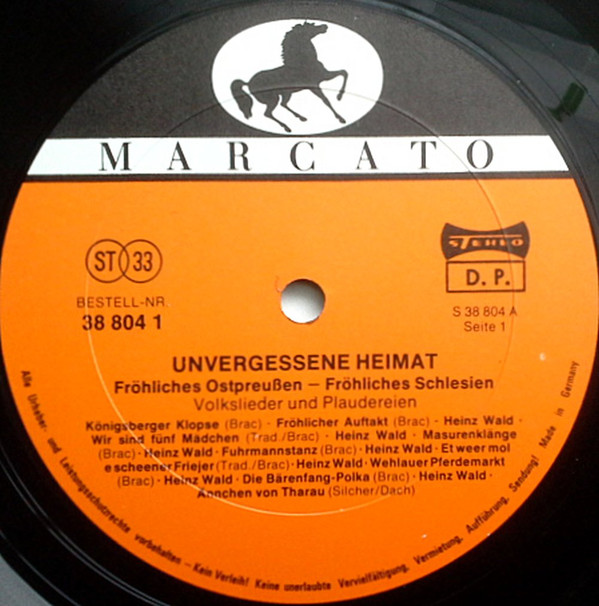 MARCATO
ST 33
STEREO
D. P.
BESTELL-NR.
38 804 1
S 38 804 A
Seite 1
UNVERGESSENE HEIMAT
Fröhliches Ostpreußen – Fröhliches Schlesien
Volkslieder und Plaudereien
Königsberger Klopse (Brac) · Fröhlicher Auftakt (Brac) · Heinz Wald ·
Wir sind fünf Mädchen (Trad./Brac) · Heinz Wald · Masurenklänge
(Brac) · Heinz Wald · Fuhrmannstanz (Brac) · Heinz Wald · Et weer mol
e scheener Friejer (Trad./Brac) · Heinz Wald · Wehlauer Pferdemarkt
(Brac) · Heinz Wald · Die Bärenfang-Polka (Brac) · Heinz Wald ·
Ännchen von Tharau (Silcher/Dach)
Alle Urheber- und Leistungsschutzrechte vorbehalten – Kein Verleih! Keine unerlaubte Vervielfältigung, Vermietung, Aufführung, Sendung! Made in Germany